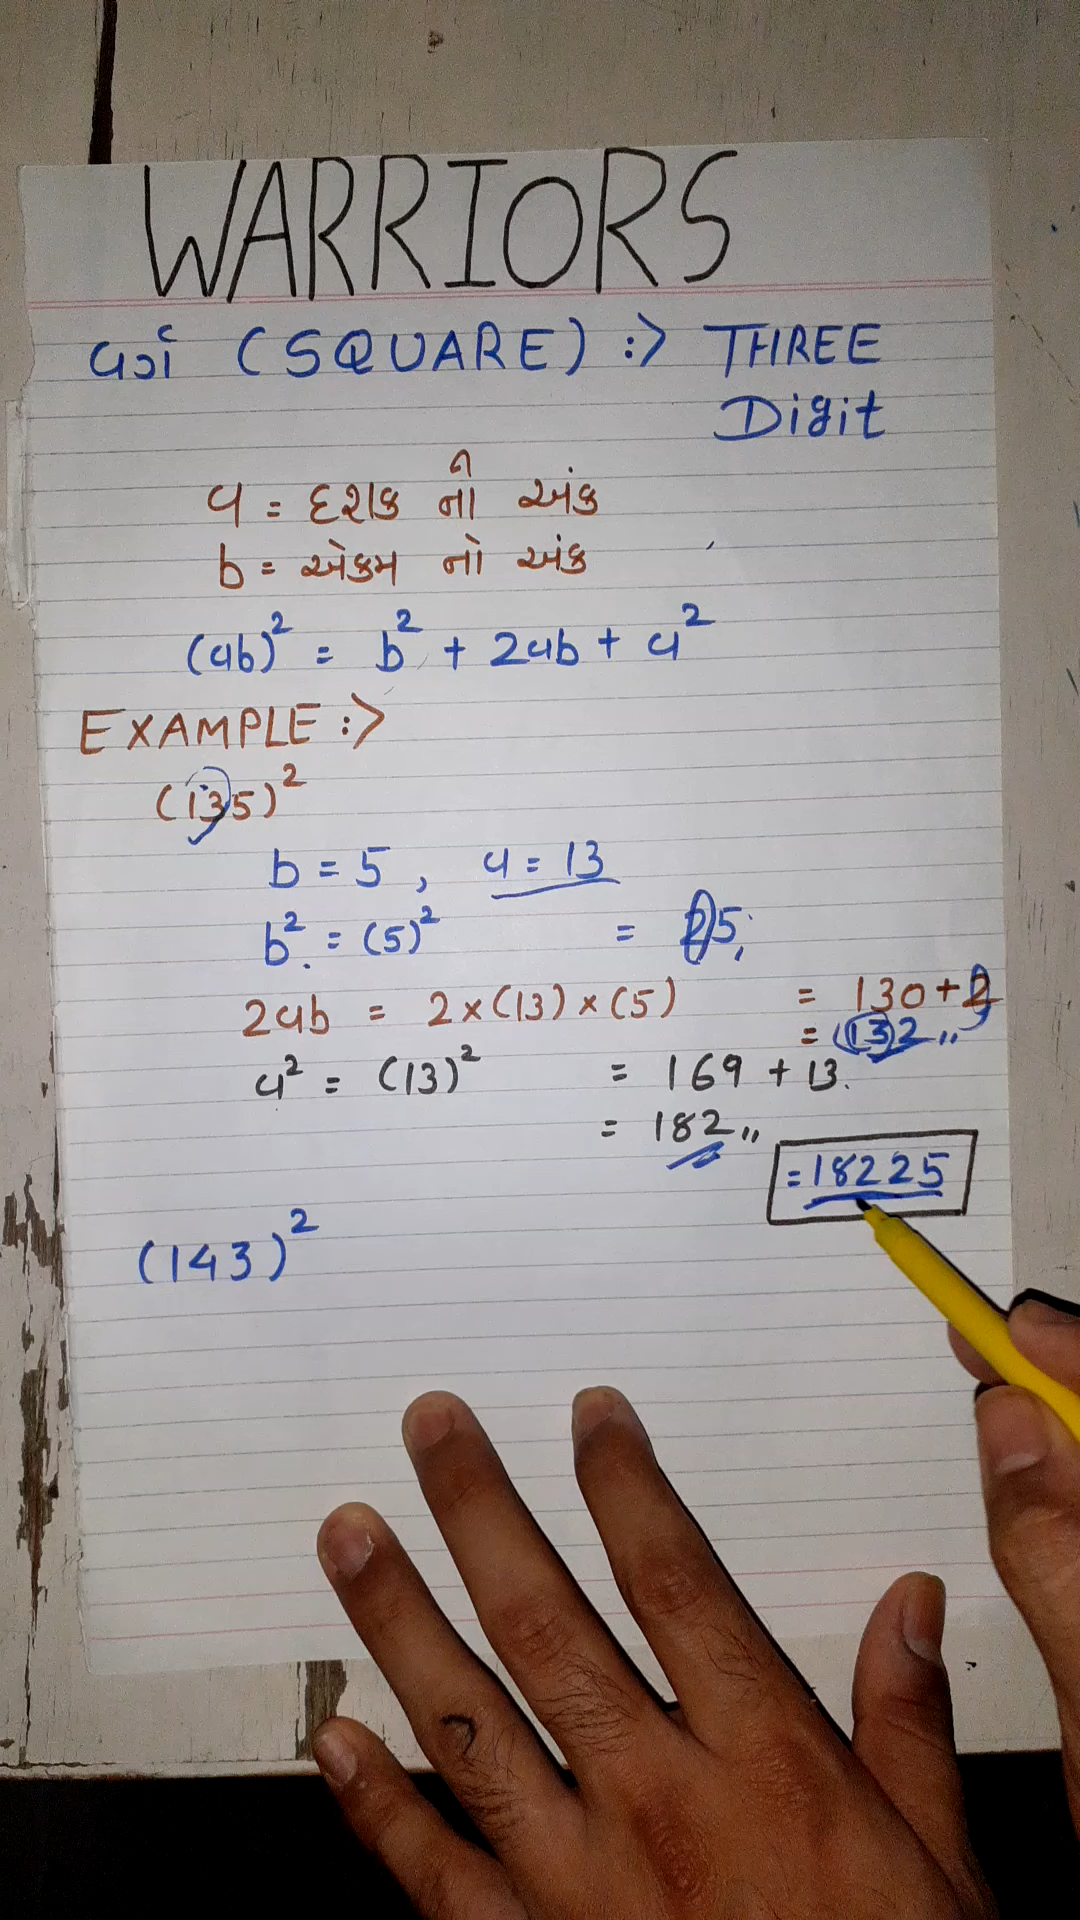 WARRIORS
વર્ગ (SQUARE) :> THREE
Digit
a = દશક નો અંક
b = એકમ નો અંક
(ab)² = b² + 2ab + a²
EXAMPLE :>
(135)²
b = 5 , a = 13
b² = (5)² = 25,
2ab = 2×(13)×(5) = 130+2
= 132 ,,
a² = (13)² = 169 + 13.
= 182 ,,
= 18225
(143)²